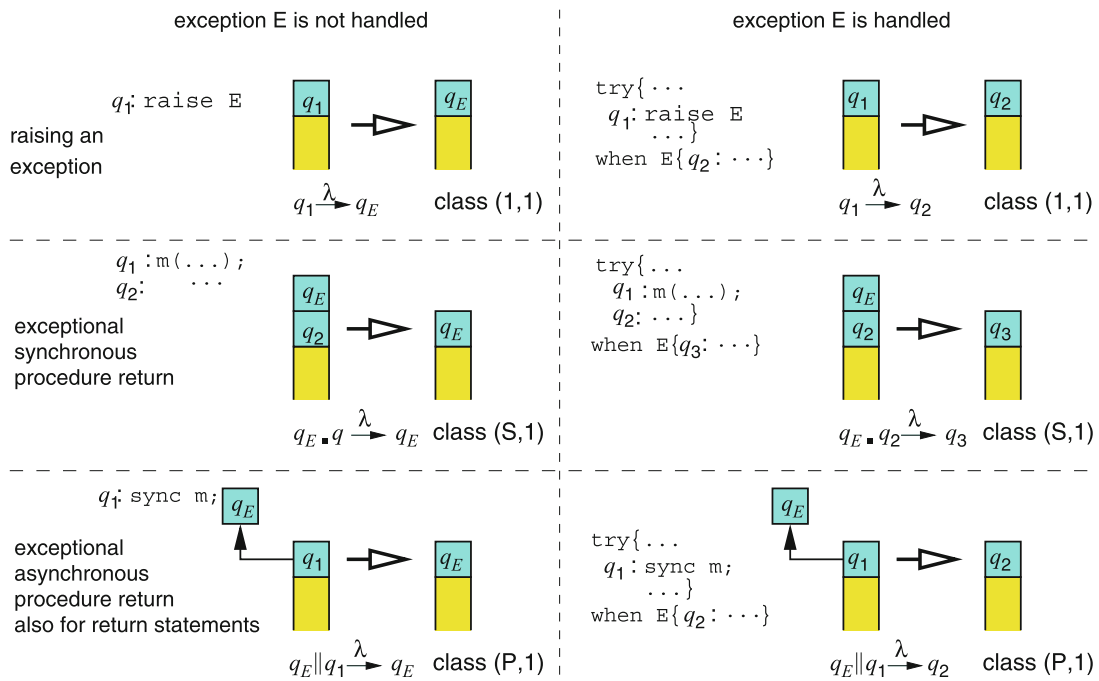 exception E is not handled
exception E is handled
q1: raise E
q1
qE
raising an
exception
q1 λ→ qE
class (1,1)
try{ ···
q1: raise E
...}
when E{q2: ···}
q1
q2
q1 λ→ q2
class (1,1)
q1 :m(...);
q2: ···
qE
q2
qE
exceptional
synchronous
procedure return
qE ▪ q λ→ qE
class (S,1)
try{ ...
q1 :m(...);
q2: ...}
when E{q3: ···}
qE
q2
q3
qE ▪ q2 λ→ q3
class (S,1)
q1: sync m;
qE
q1
qE
exceptional
asynchronous
procedure return
also for return statements
qE||q1 λ→ qE
class (P,1)
try{ ...
q1: sync m;
...}
when E{q2: ···}
qE
q1
q2
qE||q1 λ→ q2
class (P,1)